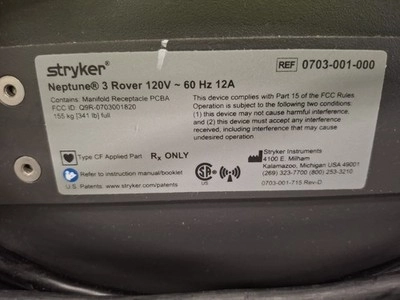 stryker®
REF 0703-001-000
Neptune® 3 Rover 120V ~ 60 Hz 12A
Contains: Manifold Receptacle PCBA
FCC ID: Q9R-0703001820
155 kg [341 lb] full
This device complies with Part 15 of the FCC Rules.
Operation is subject to the following two conditions:
(1) this device may not cause harmful interference,
and (2) this device must accept any interference
received, including interference that may cause
undesired operation.
Type CF Applied Part
Rx ONLY
Refer to instruction manual/booklet
U.S. Patents www.stryker.com/patents
SA
US
Stryker Instruments
4100 E. Milham
Kalamazoo, Michigan USA 49001
(269) 323-7700 (800) 253-3210
0703-001-715 Rev-D